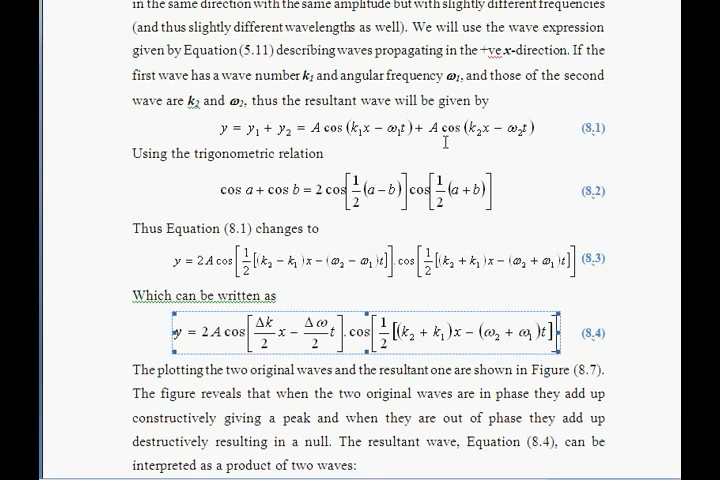 in the same direction with the same amplitude but with slightly different frequencies
(and thus slightly different wavelengths as well). We will use the wave expression
given by Equation (5.11) describing waves propagating in the +ve x-direction. If the
first wave has a wave number k₁ and angular frequency ω₁, and those of the second
wave are k₂ and ω₂, thus the resultant wave will be given by
y = y₁ + y₂ = A cos (k₁x − ω₁t) + A cos (k₂x − ω₂t) (8.1)
Using the trigonometric relation
cos a + cos b = 2 cos[1/2 (a − b)] cos[1/2 (a + b)] (8.2)
Thus Equation (8.1) changes to
y = 2A cos[1/2 [(k₂ − k₁)x − (ω₂ − ω₁)t]]. cos[1/2 [(k₂ + k₁)x − (ω₂ + ω₁)t]] (8.3)
Which can be written as
y = 2A cos[Δk/2 x − Δω/2 t]. cos[1/2 [(k₂ + k₁)x − (ω₂ + ω₁)t]] (8.4)
The plotting the two original waves and the resultant one are shown in Figure (8.7).
The figure reveals that when the two original waves are in phase they add up
constructively giving a peak and when they are out of phase they add up
destructively resulting in a null. The resultant wave, Equation (8.4), can be
interpreted as a product of two waves: